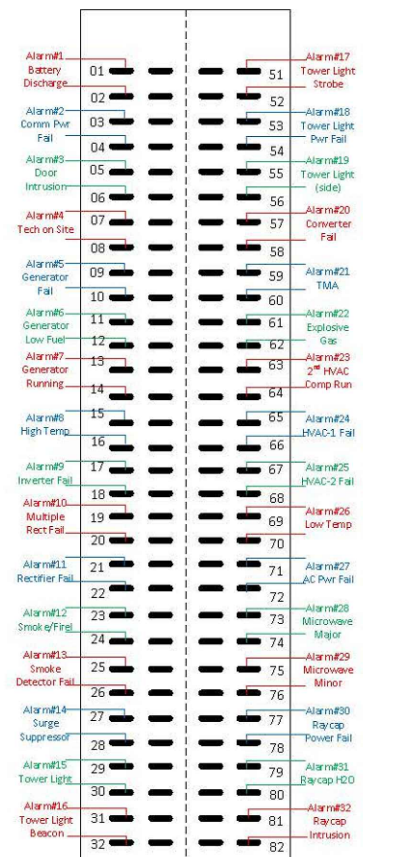 Alarm#1
Battery
Discharge
01
02
Alarm#2
Comm Pwr
Fail
03
04
Alarm#3
Door
Intrusion
05
06
Alarm#4
Tech on Site
07
08
Alarm#5
Generator
Fail
09
10
Alarm#6
Generator
Low Fuel
11
12
Alarm#7
Generator
Running
13
14
Alarm#8
High Temp
15
16
Alarm#9
Inverter Fail
17
18
Alarm#10
Multiple
Rect Fail
19
20
Alarm#11
Rectifier Fail
21
22
Alarm#12
Smoke/Fire
23
24
Alarm#13
Smoke
Detector Fail
25
26
Alarm#14
Surge
Suppressor
27
28
Alarm#15
Tower Light
29
30
Alarm#16
Tower Light
Beacon
31
32
Alarm#17
Tower Light
Strobe
51
52
Alarm#18
Tower Light
Pwr Fail
53
54
Alarm#19
Tower Light
(side)
55
56
Alarm#20
Converter
Fail
57
58
Alarm#21
TMA
59
60
Alarm#22
Explosive
Gas
61
62
Alarm#23
2nd HVAC
Comp Run
63
64
Alarm#24
HVAC-1 Fail
65
66
Alarm#25
HVAC-2 Fail
67
68
Alarm#26
Low Temp
69
70
Alarm#27
AC Pwr Fail
71
72
Alarm#28
Microwave
Major
73
74
Alarm#29
Microwave
Minor
75
76
Alarm#30
Raycap
Power Fail
77
78
Alarm#31
Raycap H2O
79
80
Alarm#32
Raycap
Intrusion
81
82